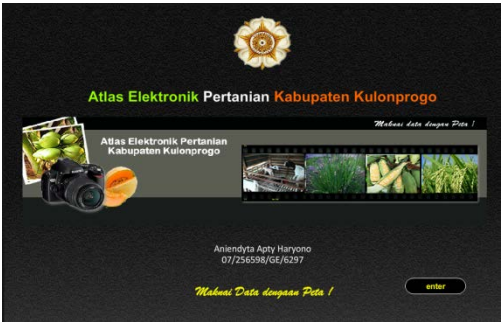 Atlas Elektronik Pertanian Kabupaten Kulonprogo
Maknai data dengan Peta !
Atlas Elektronik Pertanian
Kabupaten Kulonprogo
Aniendyta Apty Haryono
07/256598/GE/6297
Maknai Data dengaan Peta !
enter